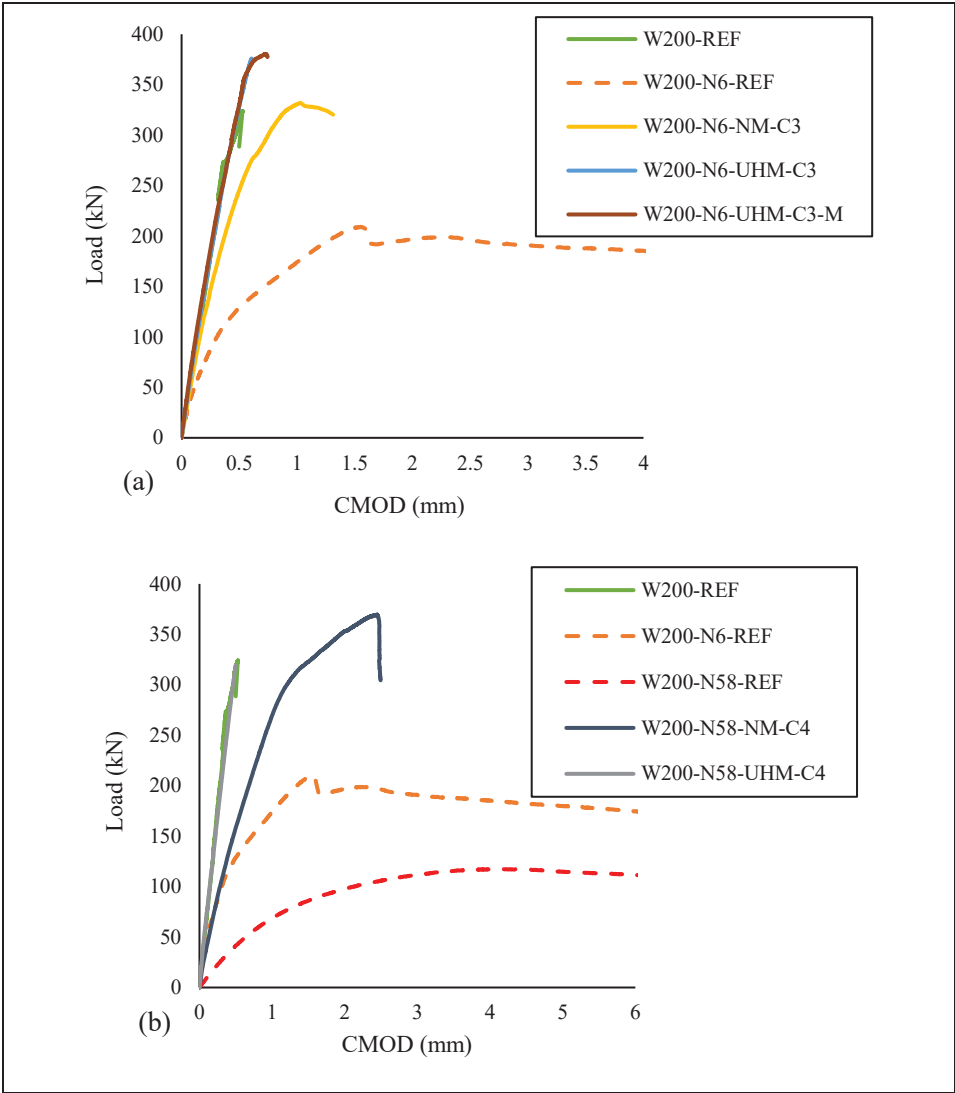 400
350
300
250
200
150
100
50
0
Load (kN)
0 0.5 1 1.5 2 2.5 3 3.5 4
CMOD (mm)
(a)
W200-REF
W200-N6-REF
W200-N6-NM-C3
W200-N6-UHM-C3
W200-N6-UHM-C3-M
400
350
300
250
200
150
100
50
0
Load (kN)
0 1 2 3 4 5 6
CMOD (mm)
(b)
W200-REF
W200-N6-REF
W200-N58-REF
W200-N58-NM-C4
W200-N58-UHM-C4